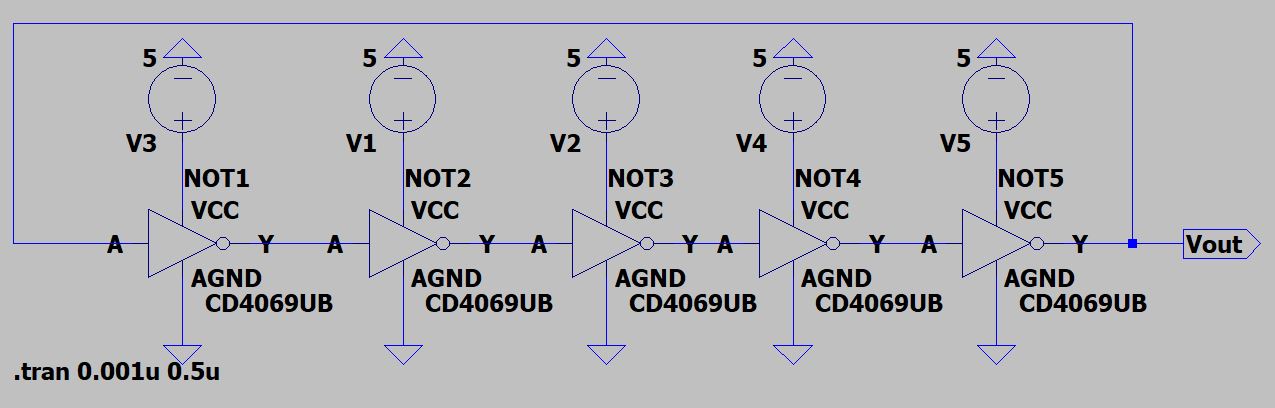 5 5 5 5 5
V3 V1 V2 V4 V5
NOT1 NOT2 NOT3 NOT4 NOT5
VCC VCC VCC VCC VCC
A Y A Y A Y A Y A Y Vout
AGND AGND AGND AGND AGND
CD4069UB CD4069UB CD4069UB CD4069UB CD4069UB
.tran 0.001u 0.5u